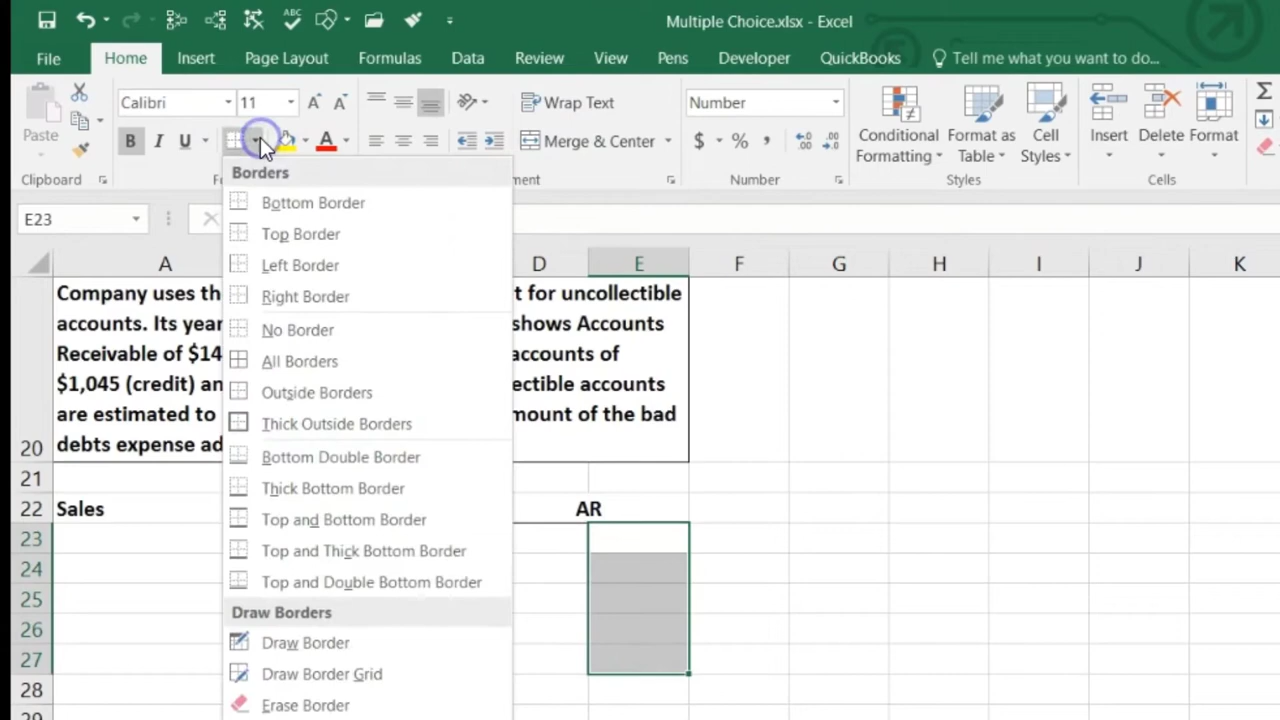 ABC
Multiple Choice.xlsx - Excel
File Home Insert Page Layout Formulas Data Review View Pens Developer QuickBooks Tell me what you want to do...
Calibri 11 Wrap Text Number
Paste B I U A Merge & Center $ % , Conditional Formatting Format as Table Cell Styles Insert Delete Format
Clipboard ment Number Styles Cells
E23
Borders
Bottom Border
Top Border
Left Border
Right Border
No Border
All Borders
Outside Borders
Thick Outside Borders
Bottom Double Border
Thick Bottom Border
Top and Bottom Border
Top and Thick Bottom Border
Top and Double Bottom Border
Draw Borders
Draw Border
Draw Border Grid
Erase Border
A D E F G H I J K
Company uses th t for uncollectible
accounts. Its year shows Accounts
Receivable of $14 accounts of
$1,045 (credit) an ectible accounts
are estimated to mount of the bad
20 debts expense ad
21
22 Sales AR
23
24
25
26
27
28